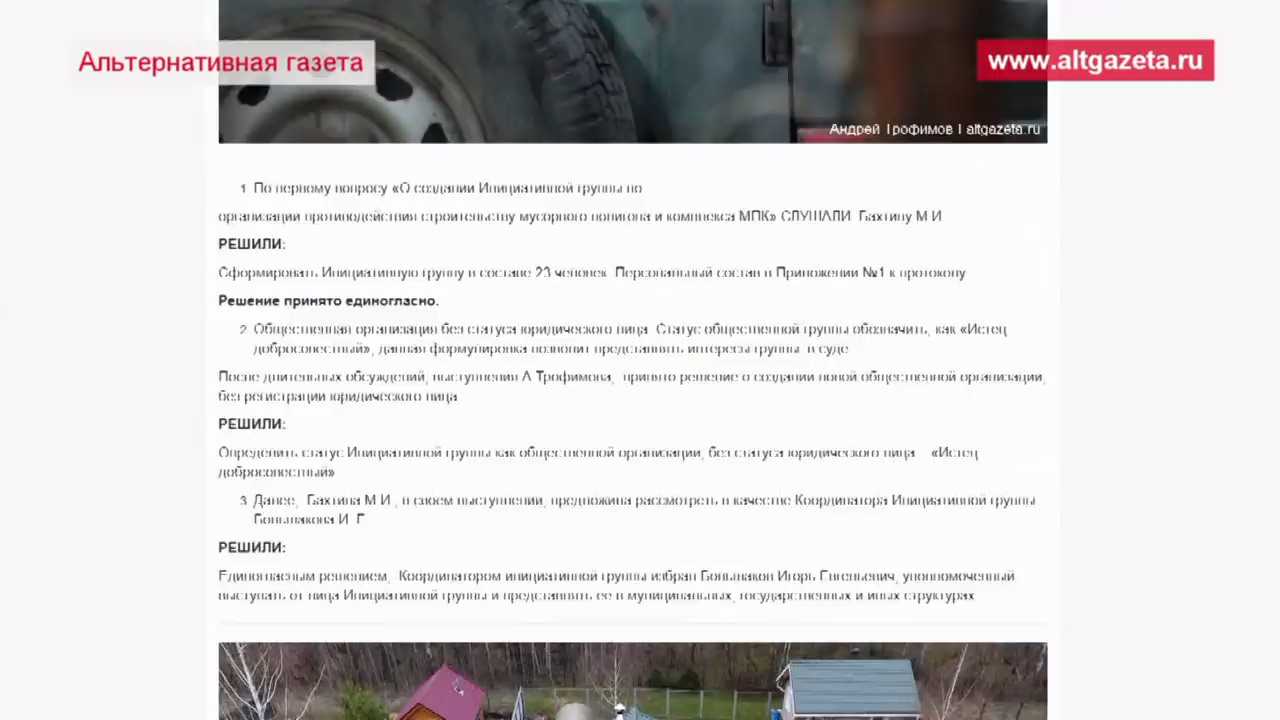 Альтернативная газета
www.altgazeta.ru
Андрей Трофимов | altgazeta.ru
1 По первому вопросу «О создании Инициативной группы по
организации противодействия строительству мусорного полигона и комплекса МПК» СЛУШАЛИ Бахтину М.И.
РЕШИЛИ:
Сформировать Инициативную группу в составе 23 человек. Персональный состав в Приложении №1 к протоколу
Решение принято единогласно.
2 Общественная организация без статуса юридического лица. Статус общественной группы обозначить, как «Истец
добросовестный», данная формулировка позволит представлять интересы группы в суде
После длительных обсуждений, выступления А.Трофимова, принято решение о создании новой общественной организации,
без регистрации юридического лица
РЕШИЛИ:
Определить статус Инициативной группы как общественной организации, без статуса юридического лица – «Истец
добросовестный»
3 Далее, Бахтина М.И., в своем выступлении, предложила рассмотреть в качестве Координатора Инициативной группы
Большакова И. Е
РЕШИЛИ:
Единогласным решением, Координатором инициативной группы избран Большаков Игорь Евгеньевич, уполномоченный
выступать от лица Инициативной группы и представлять ее в муниципальных, государственных и иных структурах